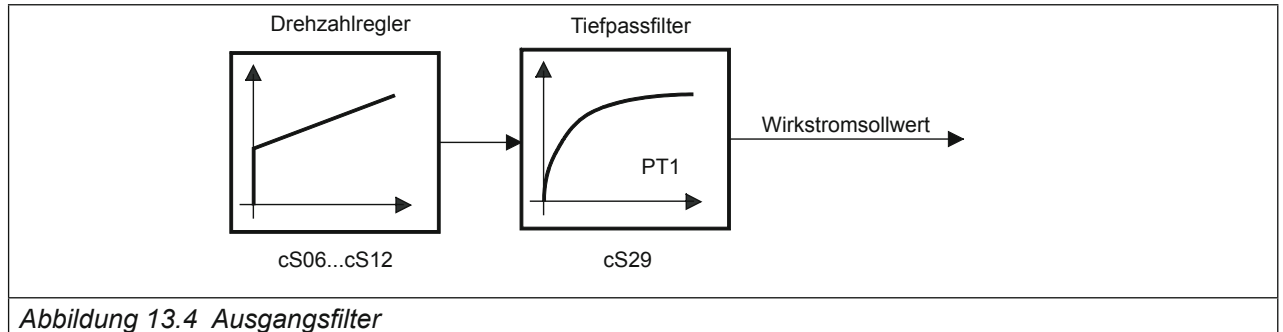 Drehzahlregler
Tiefpassfilter
Wirkstromsollwert
PT1
cS06...cS12
cS29
Abbildung 13.4 Ausgangsfilter